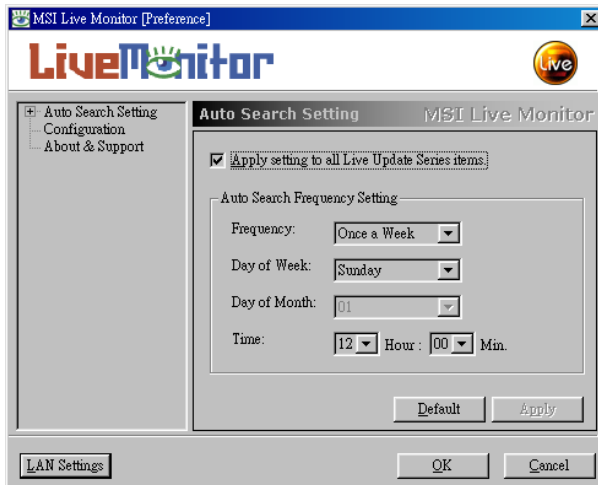 MSI Live Monitor [Preference]
LiveMonitor
Live
Auto Search Setting
Configuration
About & Support
Auto Search Setting
MSI Live Monitor
Apply setting to all Live Update Series items.
Auto Search Frequency Setting
Frequency: Once a Week
Day of Week: Sunday
Day of Month: 01
Time: 12 Hour : 00 Min.
Default Apply
LAN Settings OK Cancel